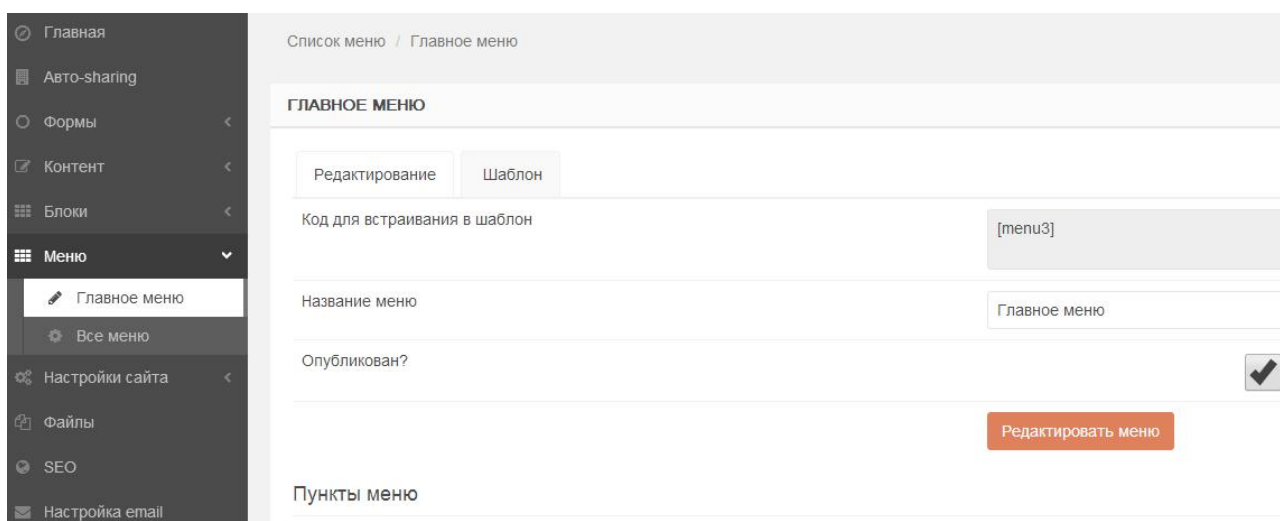 Главная
Авто-sharing
Формы
Контент
Блоки
Меню
Главное меню
Все меню
Настройки сайта
Файлы
SEO
Настройка email
Список меню / Главное меню
ГЛАВНОЕ МЕНЮ
Редактирование Шаблон
Код для встраивания в шаблон [menu3]
Название меню Главное меню
Опубликован?
Редактировать меню
Пункты меню